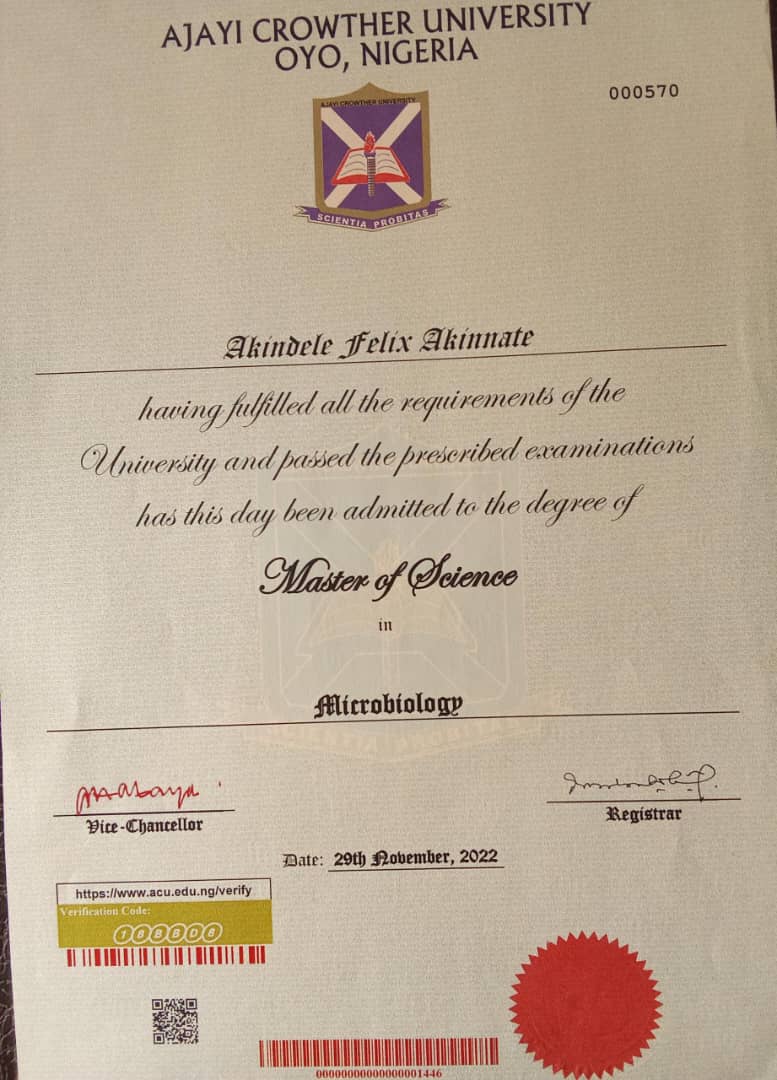 AJAYI CROWTHER UNIVERSITY
OYO, NIGERIA
000570
AJAYI CROWTHER UNIVERSITY
SCIENTIA PROBITAS
Akindele Felix Akinnate
having fulfilled all the requirements of the
University and passed the prescribed examinations
has this day been admitted to the degree of
Master of Science
in
Microbiology
Vice-Chancellor
Registrar
Date: 29th November, 2022
https://www.acu.edu.ng/verify
Verification Code:
188808
00000000000000001446